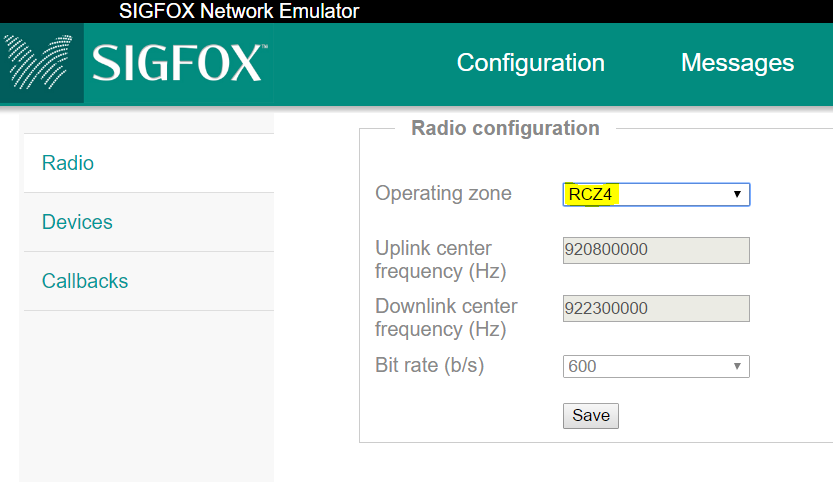 SIGFOX Network Emulator
SIGFOX™
Configuration
Messages
Radio
Devices
Callbacks
Radio configuration
Operating zone
RCZ4
Uplink center
frequency (Hz)
920800000
Downlink center
frequency (Hz)
922300000
Bit rate (b/s)
600
Save